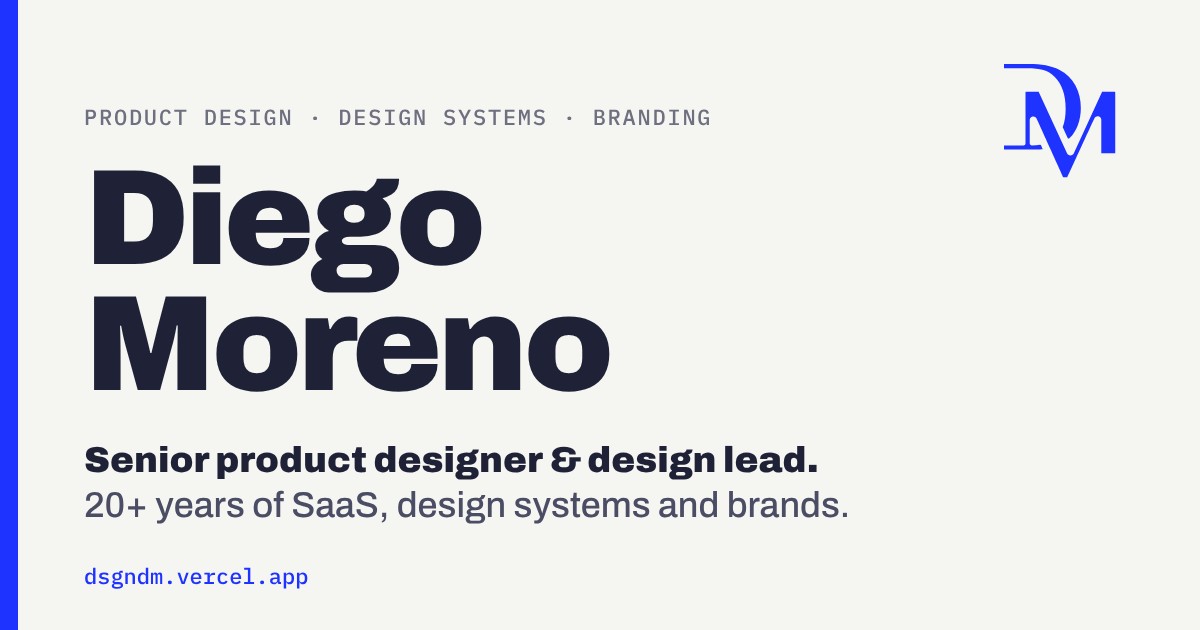 PRODUCT DESIGN · DESIGN SYSTEMS · BRANDING
DM
Diego
Moreno
Senior product designer & design lead.
20+ years of SaaS, design systems and brands.
dsgndm.vercel.app